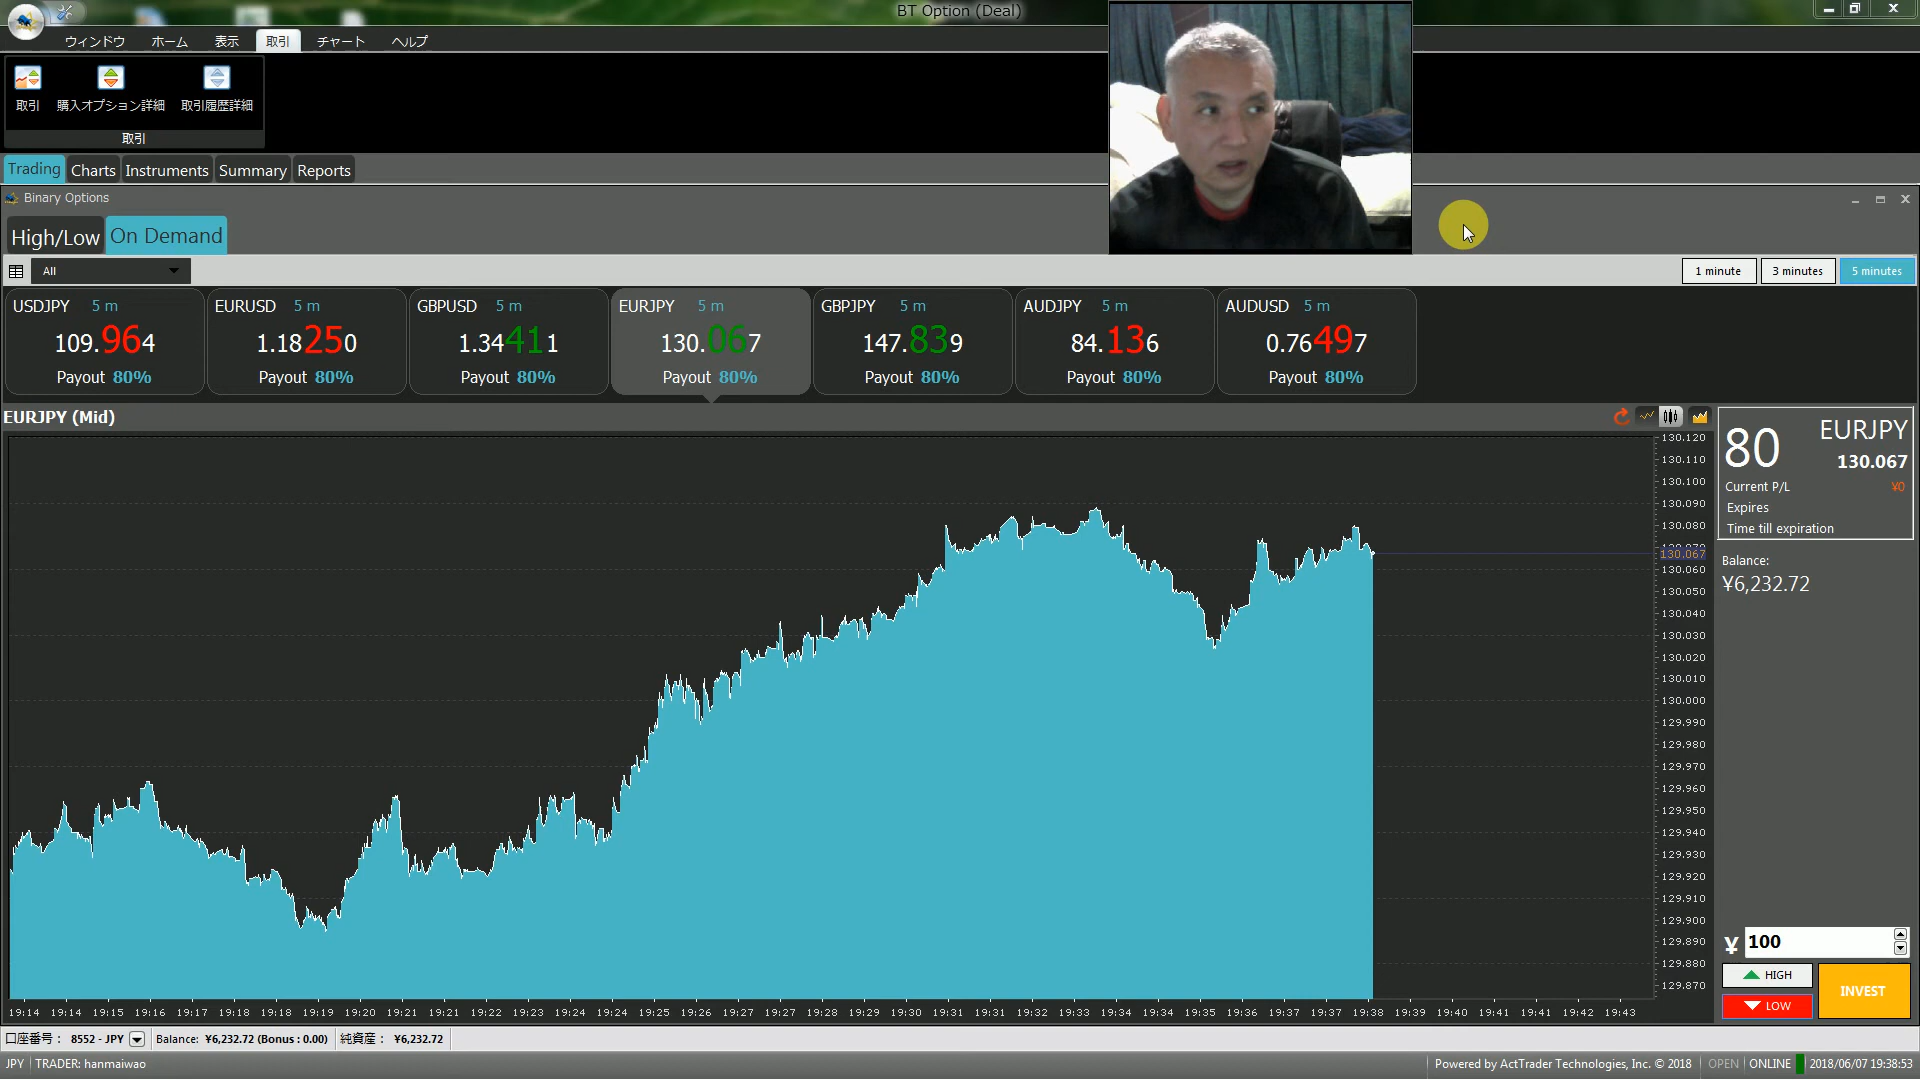 BT Option (Deal)
ウィンドウ ホーム 表示 取引 チャート ヘルプ
取引 購入オプション詳細 取引履歴詳細
取引
Trading Charts Instruments Summary Reports
Binary Options
High/Low On Demand
All 1 minute 3 minutes 5 minutes
USDJPY 5 m EURUSD 5 m GBPUSD 5 m EURJPY 5 m GBPJPY 5 m AUDJPY 5 m AUDUSD 5 m
109.964 1.18250 1.34411 130.067 147.839 84.136 0.76497
Payout 80% Payout 80% Payout 80% Payout 80% Payout 80% Payout 80% Payout 80%
EURJPY (Mid)
130.120
130.110
130.100
130.090
130.080
130.067
130.060
130.050
130.040
130.030
130.020
130.010
130.000
129.990
129.980
129.970
129.960
129.950
129.940
129.930
129.920
129.910
129.900
129.890
129.880
129.870
19:14 19:14 19:15 19:16 19:17 19:18 19:18 19:19 19:20 19:21 19:21 19:22 19:23 19:24 19:24 19:25 19:26 19:27 19:27 19:28 19:29 19:30 19:31 19:31 19:32 19:33 19:34 19:34 19:35 19:36 19:37 19:37 19:38 19:39 19:40 19:41 19:41 19:42 19:43
80 EURJPY
130.067
Current P/L ¥0
Expires
Time till expiration
Balance:
¥6,232.72
¥ 100
HIGH
LOW
INVEST
口座番号： 8552 - JPY Balance: ¥6,232.72 (Bonus : 0.00) 純資産： ¥6,232.72
JPY TRADER: hanmaiwao Powered by ActTrader Technologies, Inc. © 2018 OPEN ONLINE 2018/06/07 19:38:53